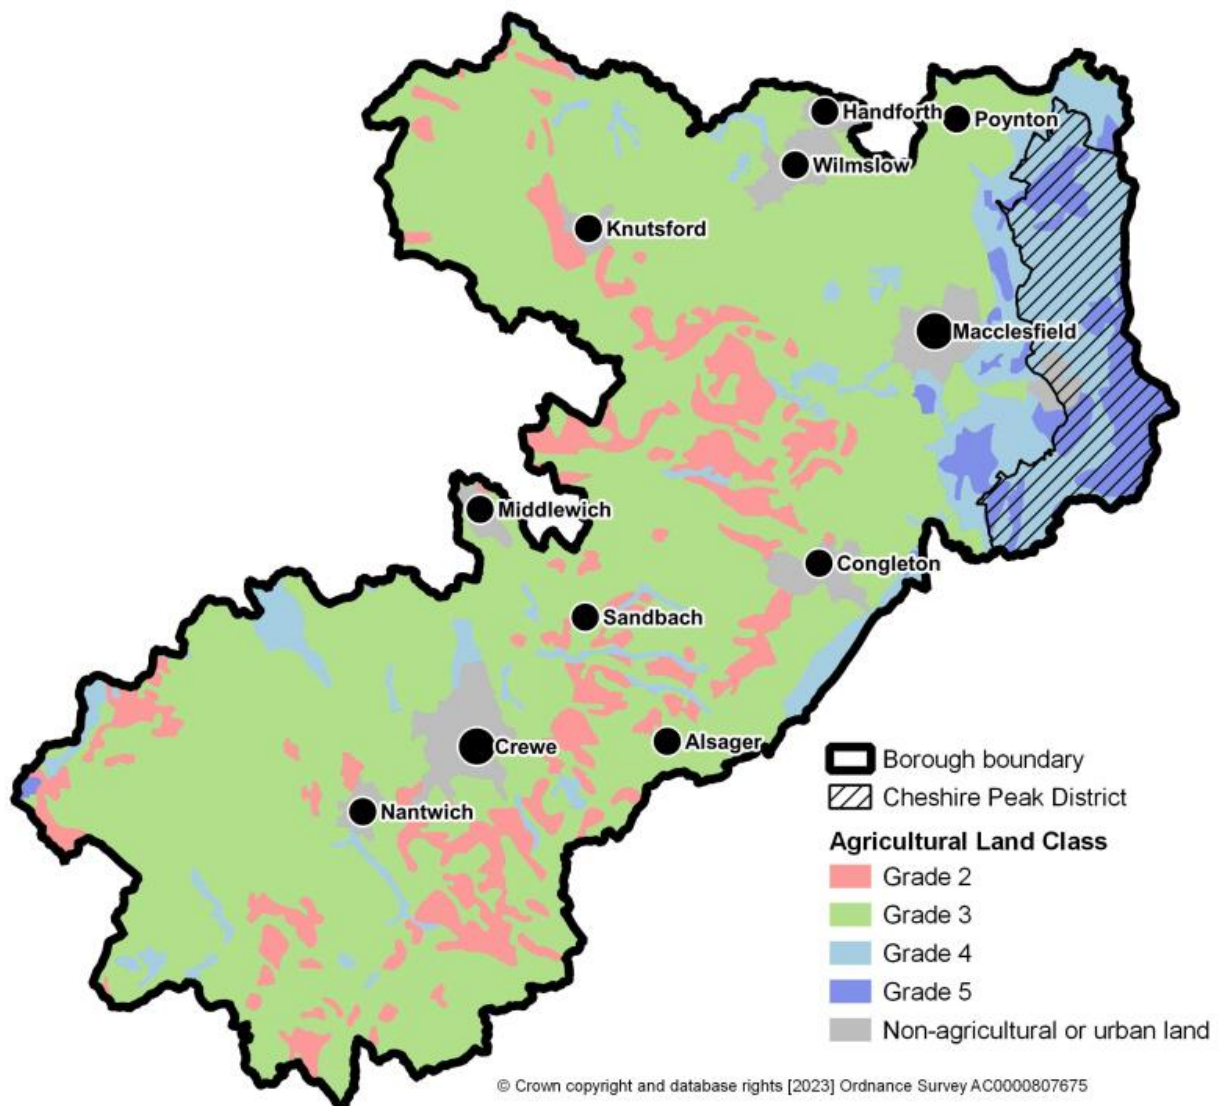 Handforth
Poynton
Wilmslow
Knutsford
Macclesfield
Middlewich
Congleton
Sandbach
Crewe
Alsager
Nantwich
Borough boundary
Cheshire Peak District
Agricultural Land Class
Grade 2
Grade 3
Grade 4
Grade 5
Non-agricultural or urban land
© Crown copyright and database rights [2023] Ordnance Survey AC0000807675